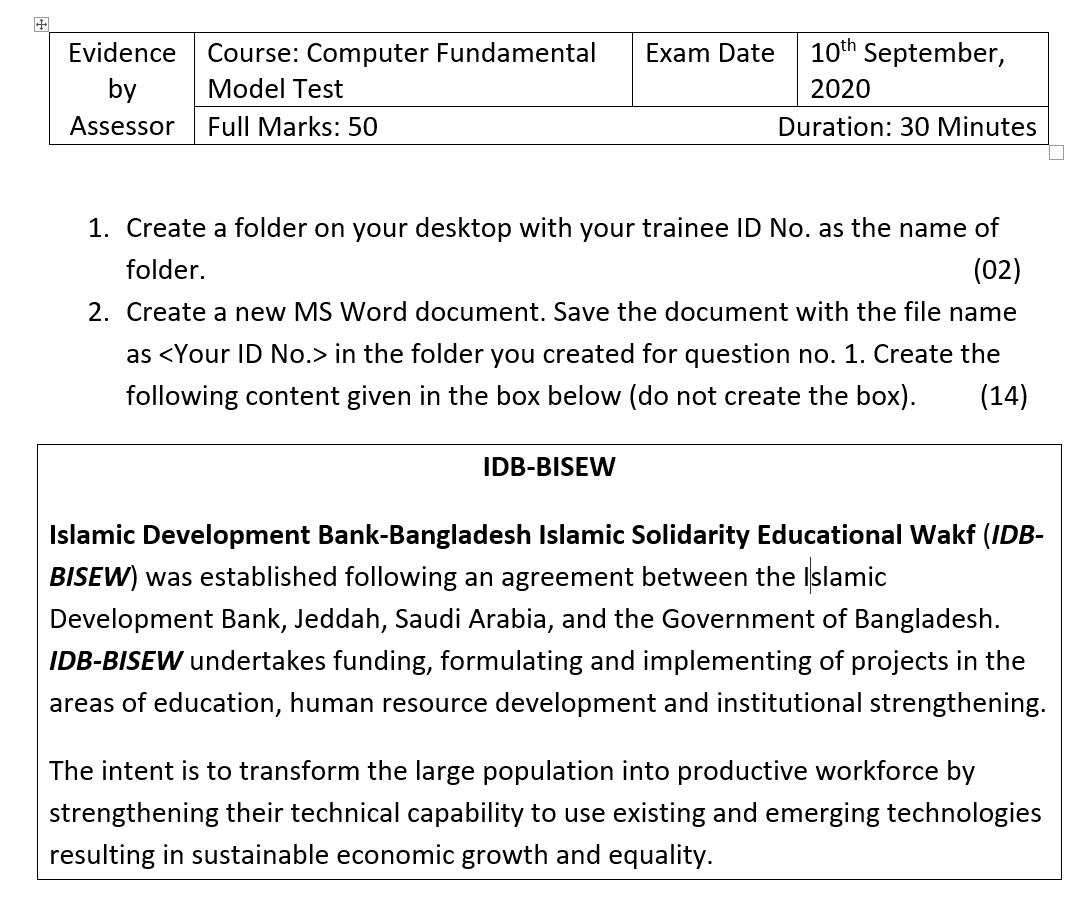 Evidence by Assessor
Course: Computer Fundamental Model Test
Exam Date
10th September, 2020
Full Marks: 50 Duration: 30 Minutes
1. Create a folder on your desktop with your trainee ID No. as the name of
folder. (02)
2. Create a new MS Word document. Save the document with the file name
as <Your ID No.> in the folder you created for question no. 1. Create the
following content given in the box below (do not create the box). (14)
IDB-BISEW
Islamic Development Bank-Bangladesh Islamic Solidarity Educational Wakf (IDB-
BISEW) was established following an agreement between the Islamic
Development Bank, Jeddah, Saudi Arabia, and the Government of Bangladesh.
IDB-BISEW undertakes funding, formulating and implementing of projects in the
areas of education, human resource development and institutional strengthening.
The intent is to transform the large population into productive workforce by
strengthening their technical capability to use existing and emerging technologies
resulting in sustainable economic growth and equality.